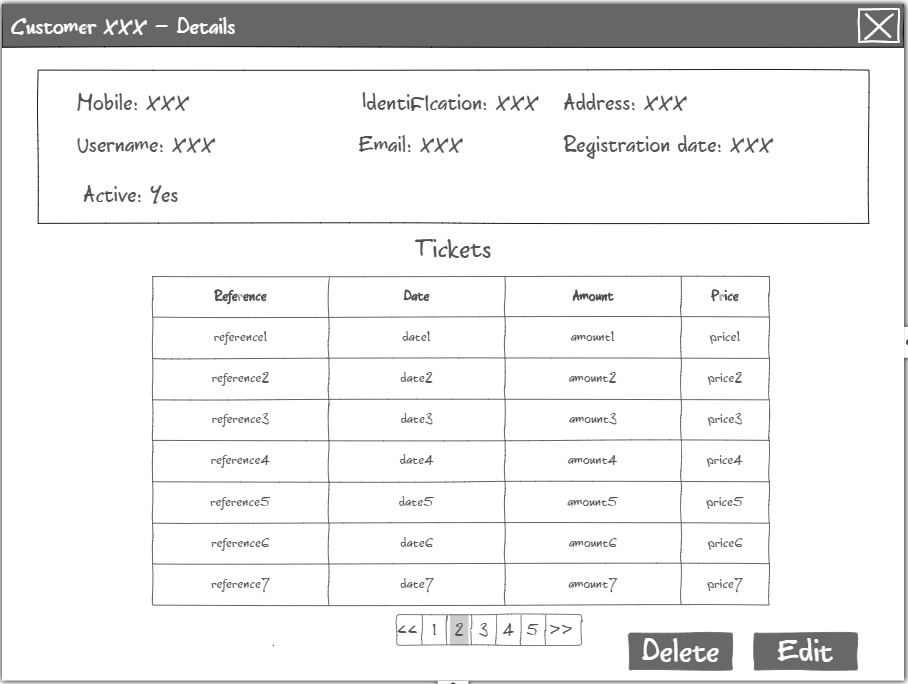 Customer XXX - Details
Mobile: XXX Identification: XXX Address: XXX
Username: XXX Email: XXX Registration date: XXX
Active: Yes
Tickets
Reference Date Amount Price
reference1 date1 amount1 price1
reference2 date2 amount2 price2
reference3 date3 amount3 price3
reference4 date4 amount4 price4
reference5 date5 amount5 price5
reference6 date6 amount6 price6
reference7 date7 amount7 price7
<< 1 2 3 4 5 >>
Delete Edit